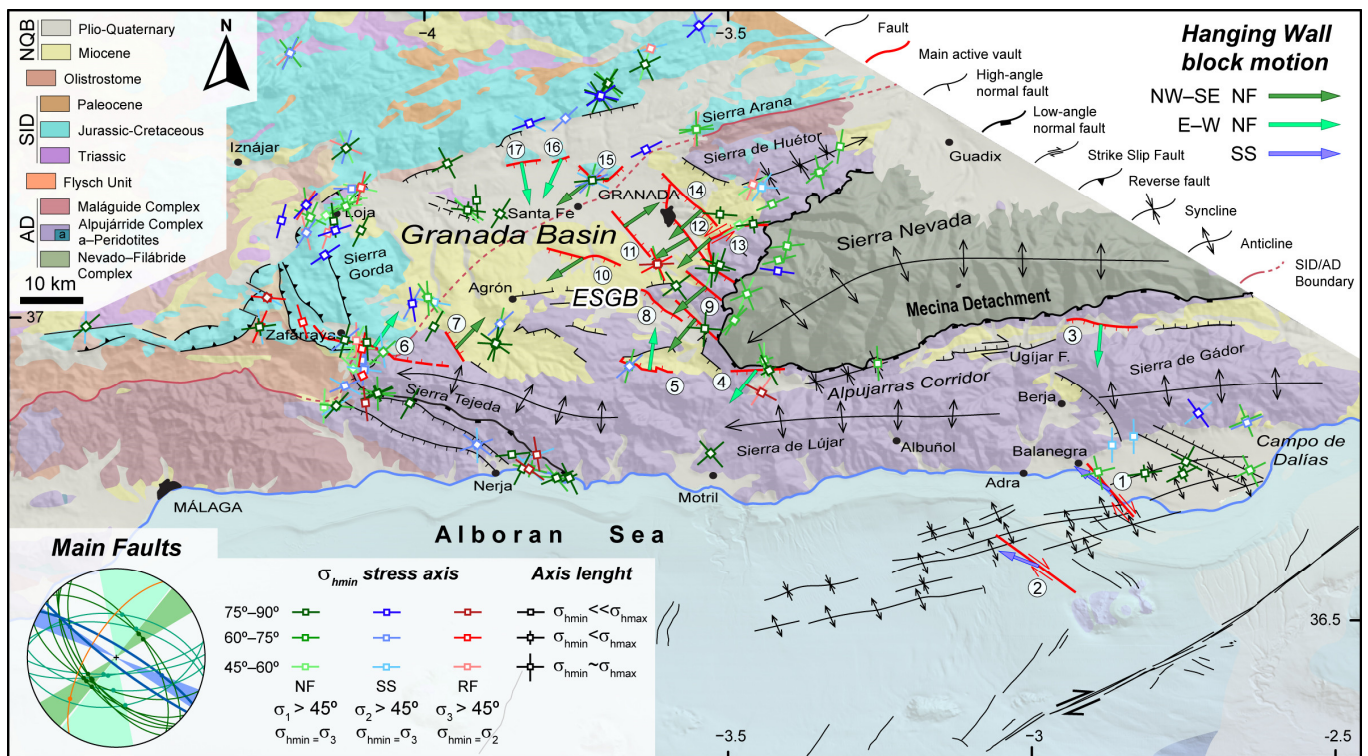 NQB
Plio-Quaternary
Miocene
Olistrostome
SID
Paleocene
Jurassic-Cretaceous
Triassic
Flysch Unit
AD
Maláguide Complex
Alpujárride Complex
a
a–Peridotites
Nevado–Filábride
Complex
10 km
N
-4
-3.5
Fault
Main active vault
High-angle
normal fault
Low-angle
normal fault
Strike Slip Fault
Reverse fault
Syncline
Anticline
SID/AD
Boundary
Hanging Wall
block motion
NW–SE NF
E–W NF
SS
Iznájar
Sierra Arana
Sierra de Huétor
Guadix
17
16
15
GRANADA
14
Loja
Santa Fe
Granada Basin
12
13
11
10
Sierra
Gorda
Agrón
ESGB
9
8
Sierra Nevada
Mecina Detachment
37
Zafarraya
7
6
5
4
3
Ugíjar F.
Sierra de Gádor
Alpujarras Corridor
Sierra Tejeda
Berja
Sierra de Lújar
Albuñol
Balanegra
Campo de
Dalías
Nerja
Motril
Adra
1
MÁLAGA
Alboran Sea
2
36.5
-3.5
-3
-2.5
Main Faults
σhmin stress axis
Axis lenght
75º–90º
60º–75º
45º–60º
NF
SS
RF
σ1 > 45º
σ2 > 45º
σ3 > 45º
σhmin = σ3
σhmin = σ3
σhmin = σ2
σhmin<<σhmax
σhmin<σhmax
σhmin~σhmax